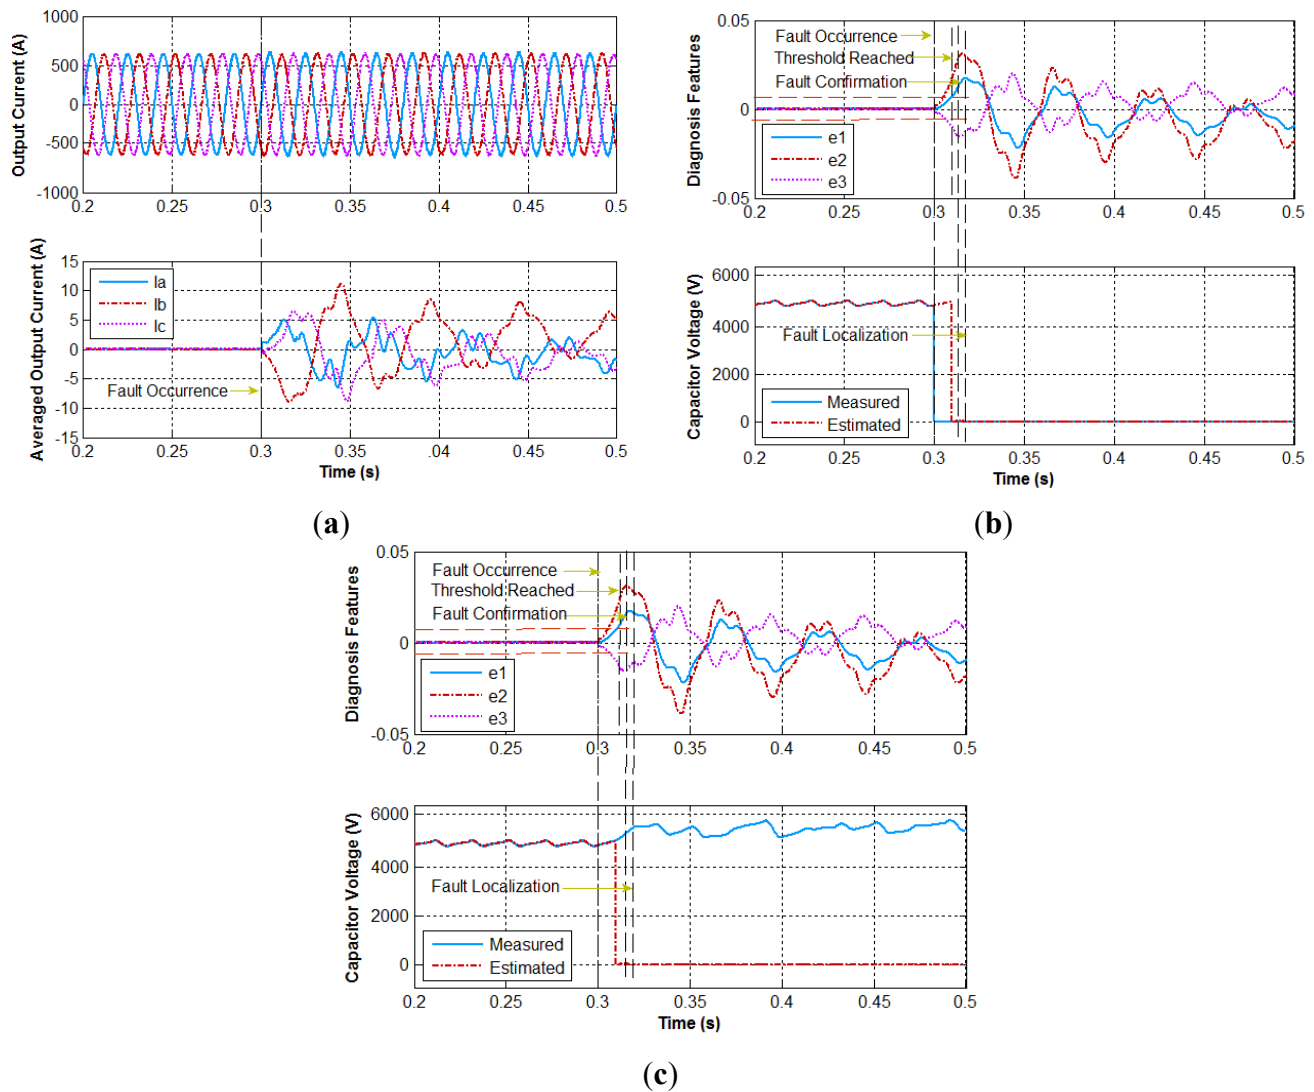 Output Current (A)
1000
500
0
-500
-1000
0.2
0.25
0.3
0.35
0.4
0.45
0.5
Averaged Output Current (A)
15
10
5
0
-5
-10
-15
Ia
Ib
Ic
Fault Occurrence
0.2
0.25
0.3
0.35
.04
0.45
0.5
Time (s)
(a)
Diagnosis Features
0.05
0
-0.05
Fault Occurrence
Threshold Reached
Fault Confirmation
e1
e2
e3
0.2
0.25
0.3
0.35
0.4
0.45
0.5
Capacitor Voltage (V)
6000
4000
2000
0
Fault Localization
Measured
Estimated
0.2
0.25
0.3
0.35
0.4
0.45
0.5
Time (s)
(b)
Diagnosis Features
0.05
0
-0.05
Fault Occurrence
Threshold Reached
Fault Confirmation
e1
e2
e3
0.2
0.25
0.3
0.35
0.4
0.45
0.5
Capacitor Voltage (V)
6000
4000
2000
0
Fault Localization
Measured
Estimated
0.2
0.25
0.3
0.35
0.4
0.45
0.5
Time (s)
(c)